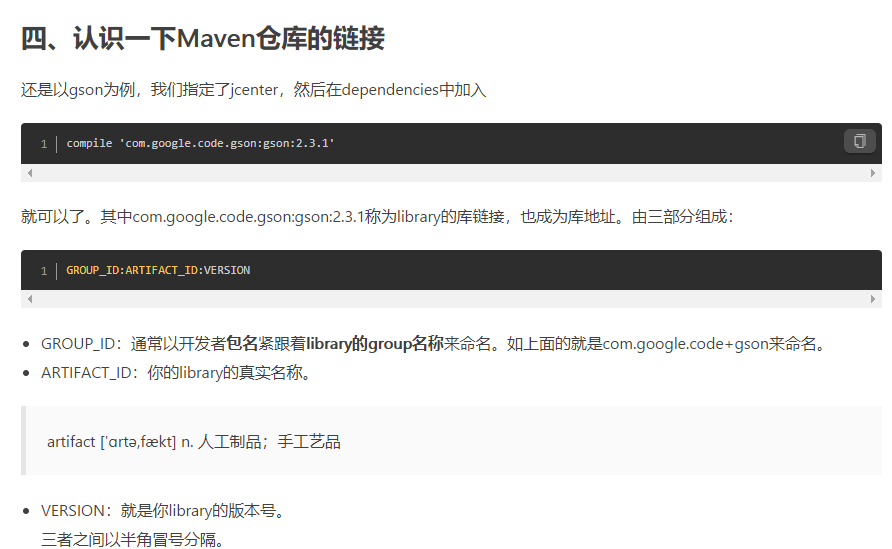 四、认识一下Maven仓库的链接
还是以gson为例，我们指定了jcenter，然后在dependencies中加入
1 compile 'com.google.code.gson:gson:2.3.1'
就可以了。其中com.google.code.gson:gson:2.3.1称为library的库链接，也成为库地址。由三部分组成：
1 GROUP_ID:ARTIFACT_ID:VERSION
• GROUP_ID：通常以开发者包名紧跟着library的group名称来命名。如上面的就是com.google.code+gson来命名。
• ARTIFACT_ID：你的library的真实名称。
artifact ['ɑrtə,fækt] n. 人工制品；手工艺品
• VERSION：就是你library的版本号。
三者之间以半角冒号分隔。